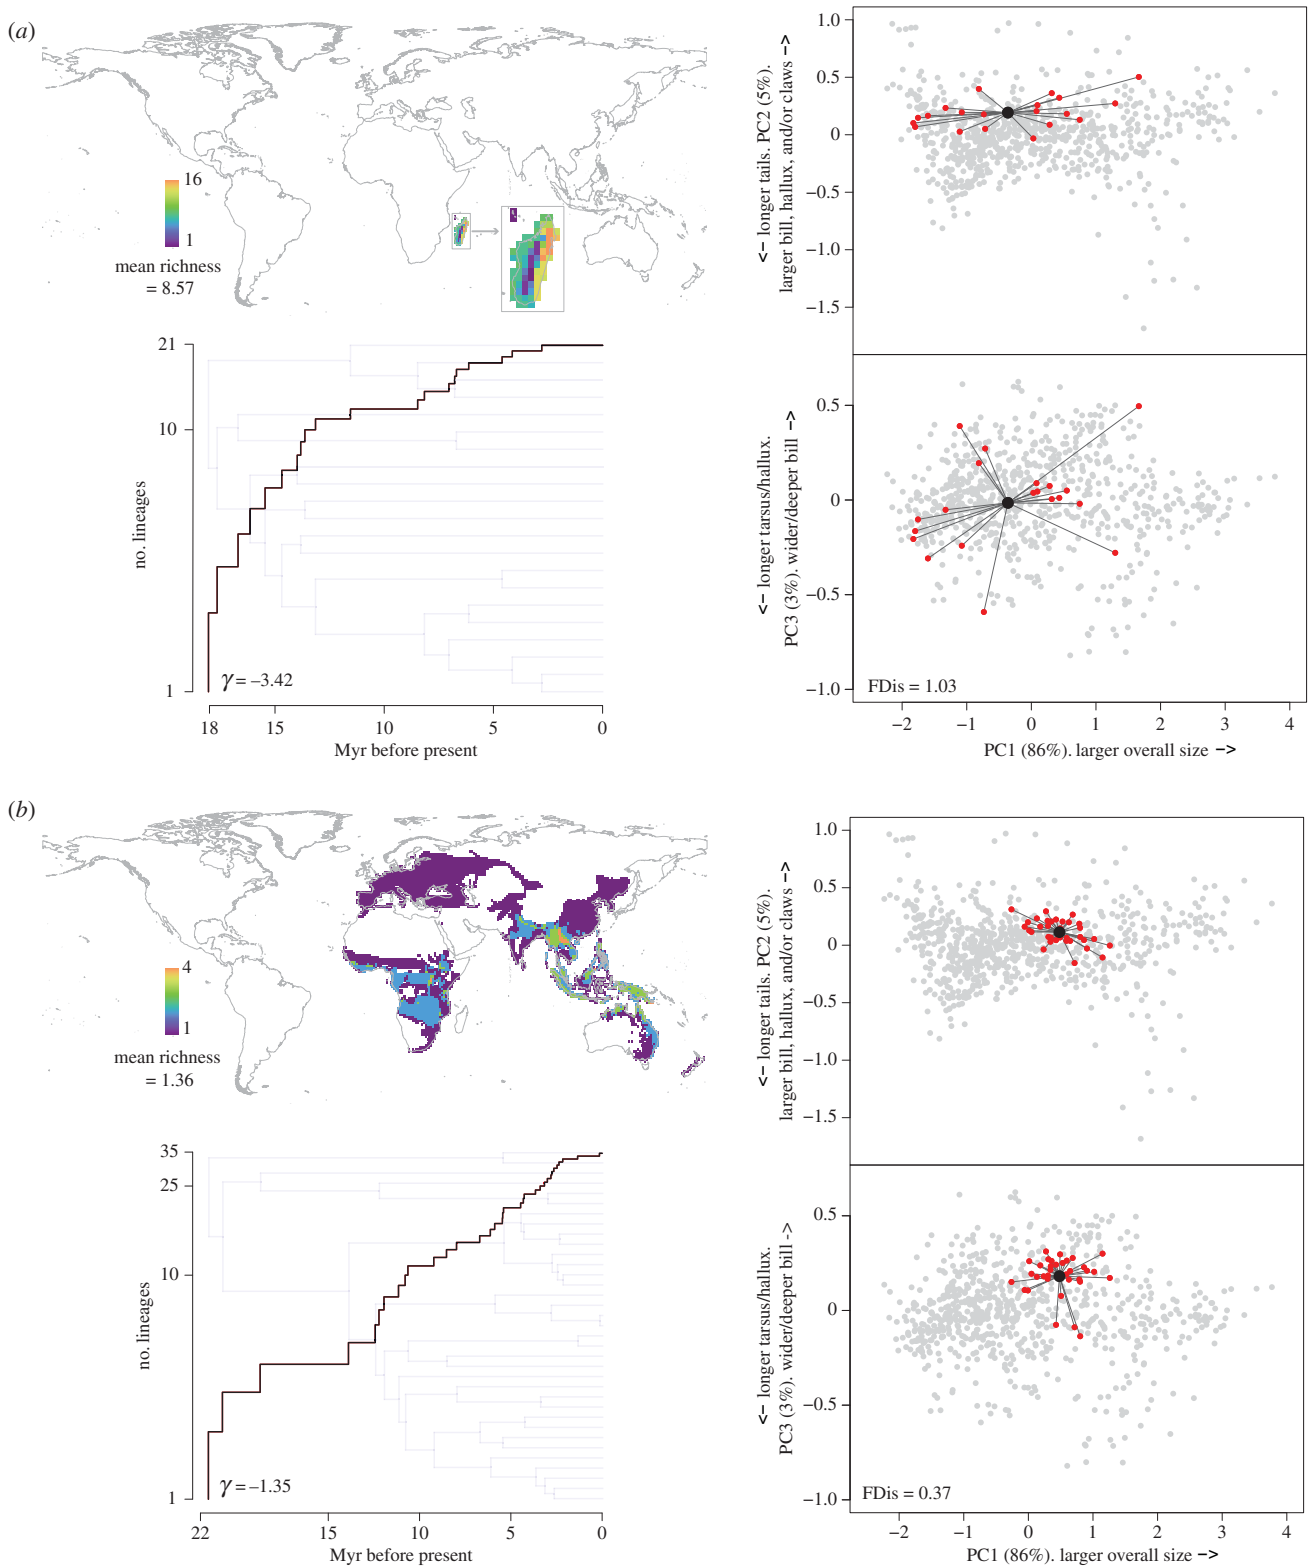 (a)
16
1
mean richness
= 8.57
21
10
1
no. lineages
γ = –3.42
18 15 10 5 0
Myr before present
1.0
0.5
0
−0.5
−1.0
−1.5
<– longer tails. PC2 (5%).
larger bill, hallux, and/or claws –>
0.5
0
−0.5
−1.0
<– longer tarsus/hallux.
PC3 (3%). wider/deeper bill –>
FDis = 1.03
−2 −1 0 1 2 3 4
PC1 (86%). larger overall size –>
(b)
4
1
mean richness
= 1.36
35
25
10
1
no. lineages
γ = –1.35
22 15 10 5 0
Myr before present
1.0
0.5
0
−0.5
−1.0
−1.5
<– longer tails. PC2 (5%).
larger bill, hallux, and/or claws –>
0.5
0
−0.5
−1.0
<– longer tarsus/hallux.
PC3 (3%). wider/deeper bill ->
FDis = 0.37
−2 −1 0 1 2 3 4
PC1 (86%). larger overall size –>